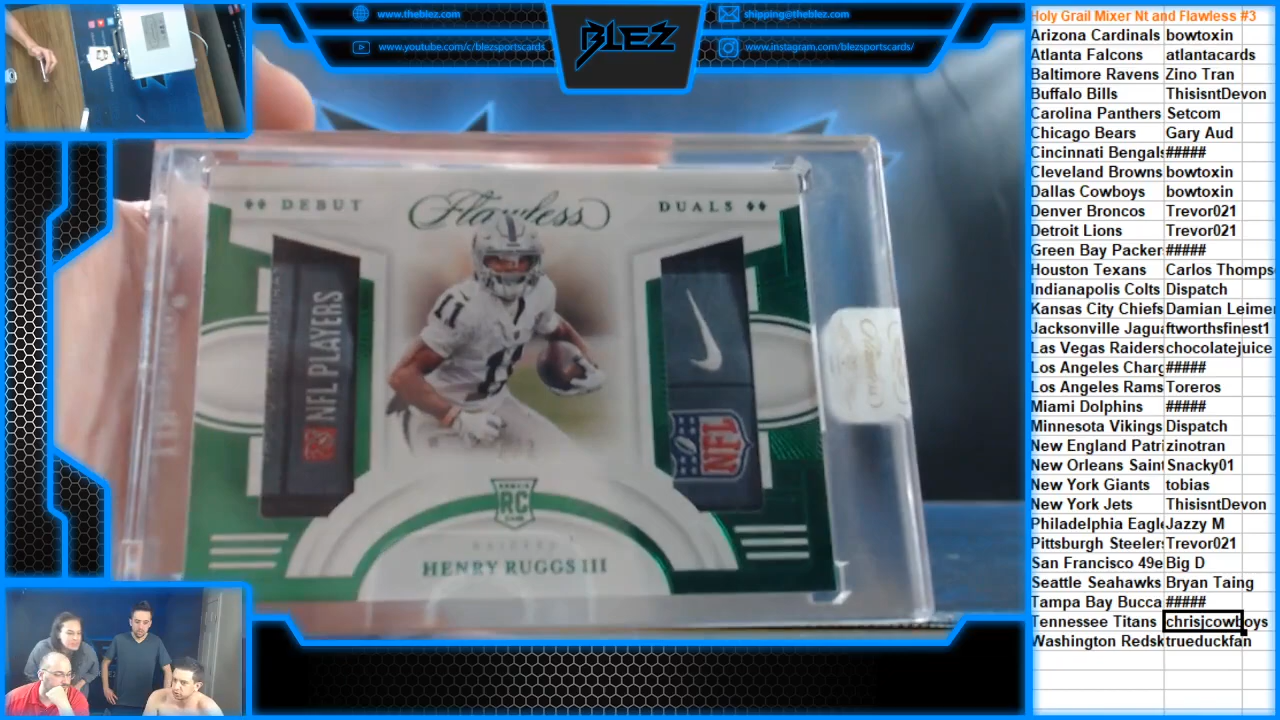 www.theblez.com
www.youtube.com/c/blezsportscards
BLEZ
shipping@theblez.com
www.instagram.com/blezsportscards/
DEBUT
Flawless
DUALS
NFL PLAYERS
11
11
NFL
RC
RAIDERS
HENRY RUGGS III
Holy Grail Mixer Nt and Flawless #3
Arizona Cardinals bowtoxin
Atlanta Falcons atlantacards
Baltimore Ravens Zino Tran
Buffalo Bills ThisisntDevon
Carolina Panthers Setcom
Chicago Bears Gary Aud
Cincinnati Bengals #####
Cleveland Browns bowtoxin
Dallas Cowboys bowtoxin
Denver Broncos Trevor021
Detroit Lions Trevor021
Green Bay Packer #####
Houston Texans Carlos Thomps
Indianapolis Colts Dispatch
Kansas City Chiefs Damian Leimer
Jacksonville Jagua ftworthsfinest1
Las Vegas Raiders chocolatejuice
Los Angeles Charg #####
Los Angeles Rams Toreros
Miami Dolphins #####
Minnesota Vikings Dispatch
New England Patri zinotran
New Orleans Saint Snacky01
New York Giants tobias
New York Jets ThisisntDevon
Philadelphia Eagle Jazzy M
Pittsburgh Steelers Trevor021
San Francisco 49e Big D
Seattle Seahawks Bryan Taing
Tampa Bay Bucca #####
Tennessee Titans chrisjcowboys
Washington Redsk trueduckfan